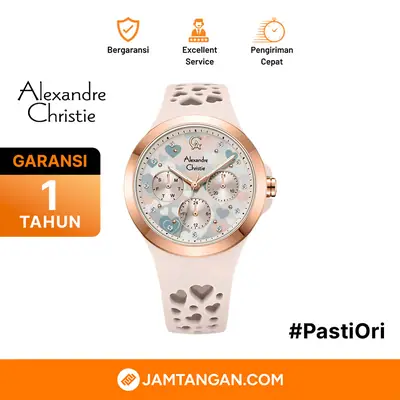 Bergaransi
Excellent
Service
Pengiriman
Cepat
Alexandre
Christie
GARANSI
1
TAHUN
Alexandre
Christie
#PastiOri
JAMTANGAN.COM